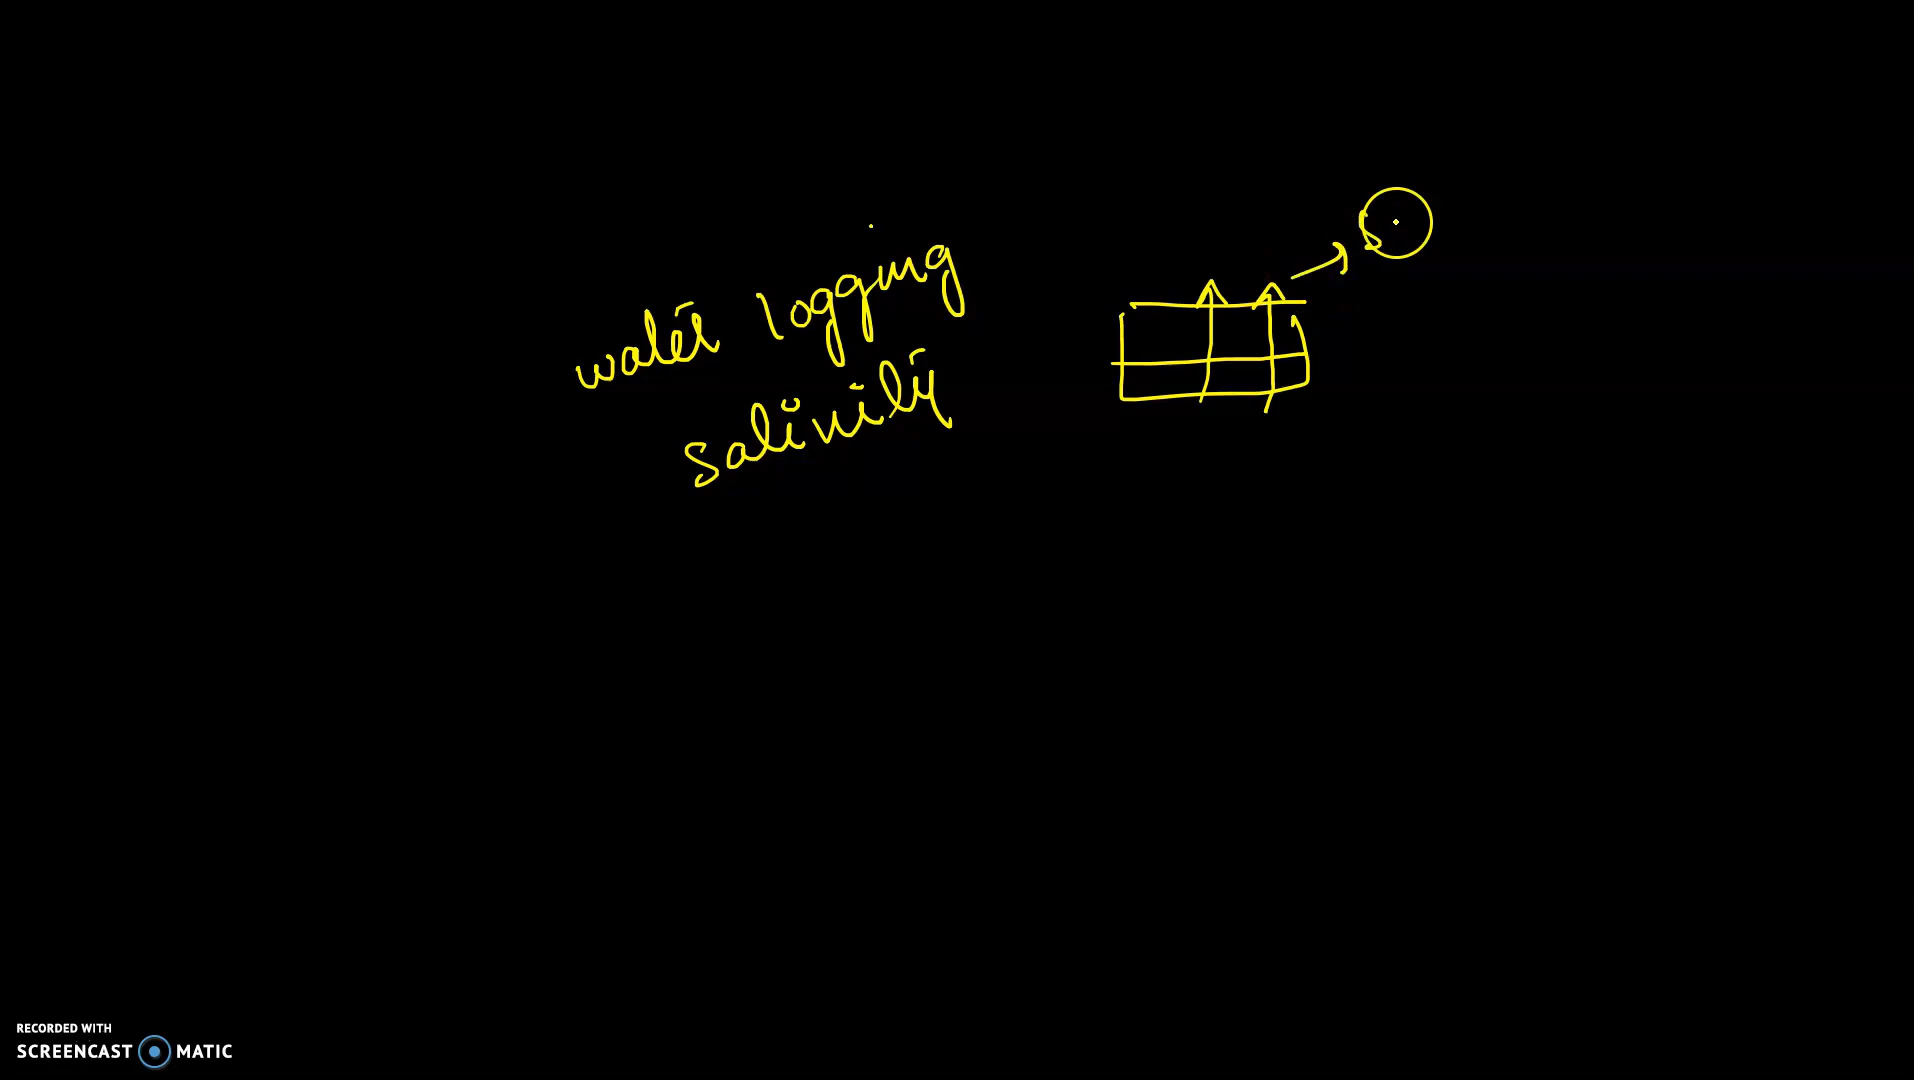 water logging
salinity
S
RECORDED WITH
SCREENCAST MATIC